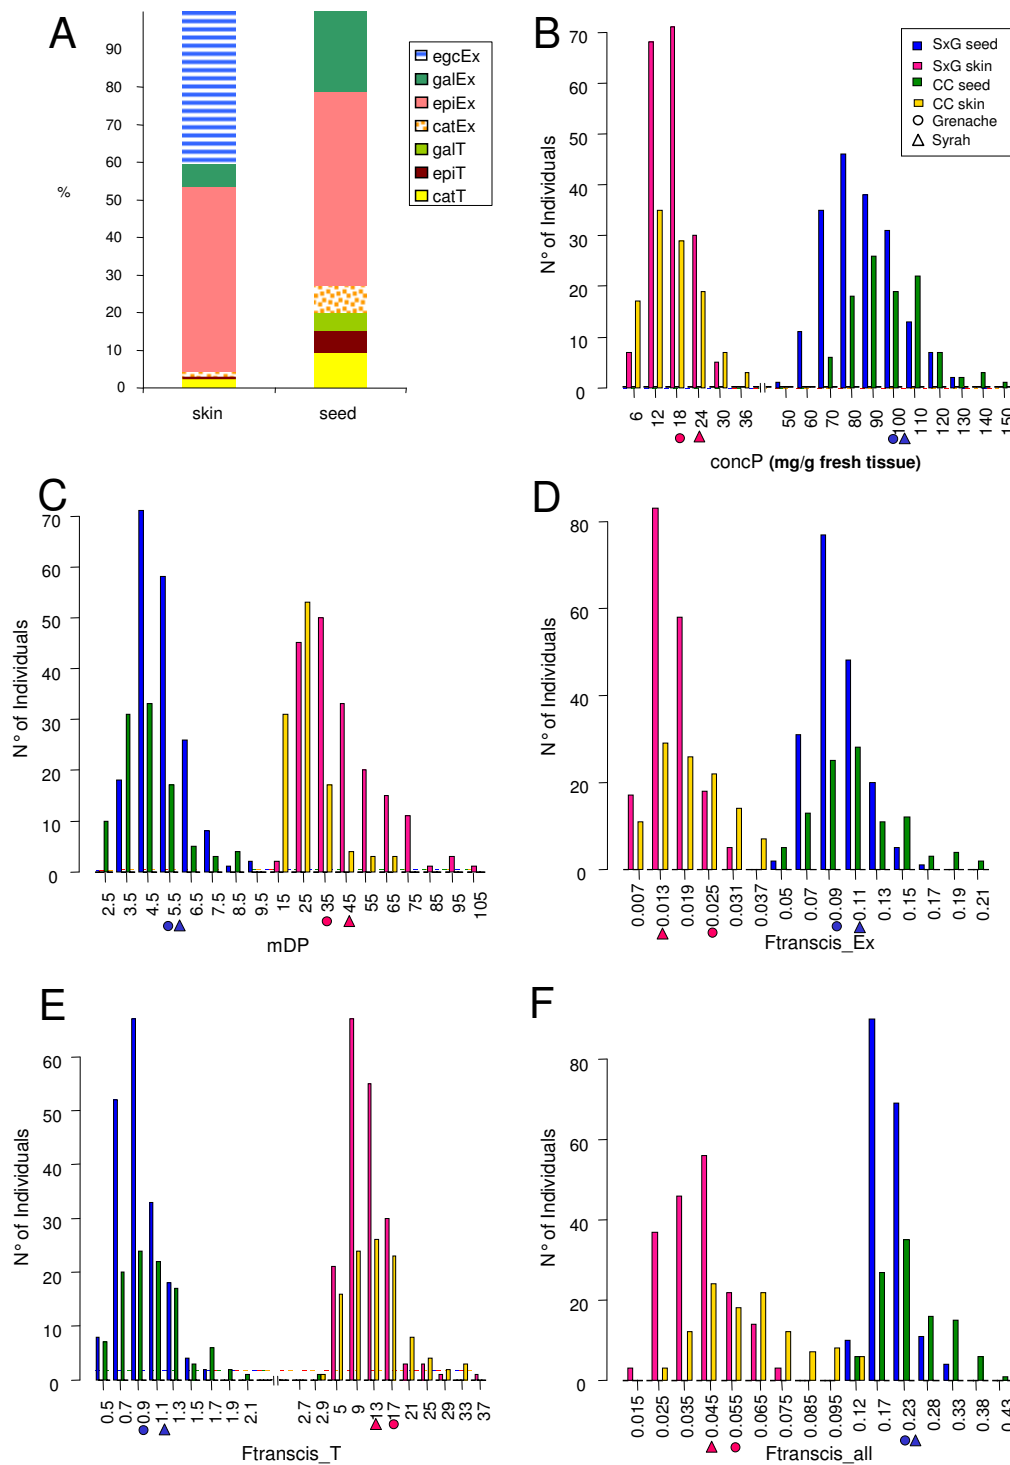 A
90
80
70
60
50
40
30
20
10
0
%
skin
seed
egcEx
galEx
epiEx
catEx
galT
epiT
catT
B
70
60
50
40
30
20
10
0
N° of Individuals
SxG seed
SxG skin
CC seed
CC skin
Grenache
Syrah
6 12 18 24 30 36 50 60 70 80 90 100 110 120 130 140 150
concP (mg/g fresh tissue)
C
70
60
50
40
30
20
10
0
N° of Individuals
2.5 3.5 4.5 5.5 6.5 7.5 8.5 9.5 15 25 35 45 55 65 75 85 95 105
mDP
D
80
60
40
20
0
N° of Individuals
0.007 0.013 0.019 0.025 0.031 0.037 0.05 0.07 0.09 0.11 0.13 0.15 0.17 0.19 0.21
Ftranscis_Ex
E
60
50
40
30
20
10
0
N° of Individuals
0.5 0.7 0.9 1.1 1.3 1.5 1.7 1.9 2.1 2.7 2.9 5 9 13 17 21 25 29 33 37
Ftranscis_T
F
80
60
40
20
0
N° of Individuals
0.015 0.025 0.035 0.045 0.055 0.065 0.075 0.085 0.095 0.12 0.17 0.23 0.28 0.33 0.38 0.43
Ftranscis_all